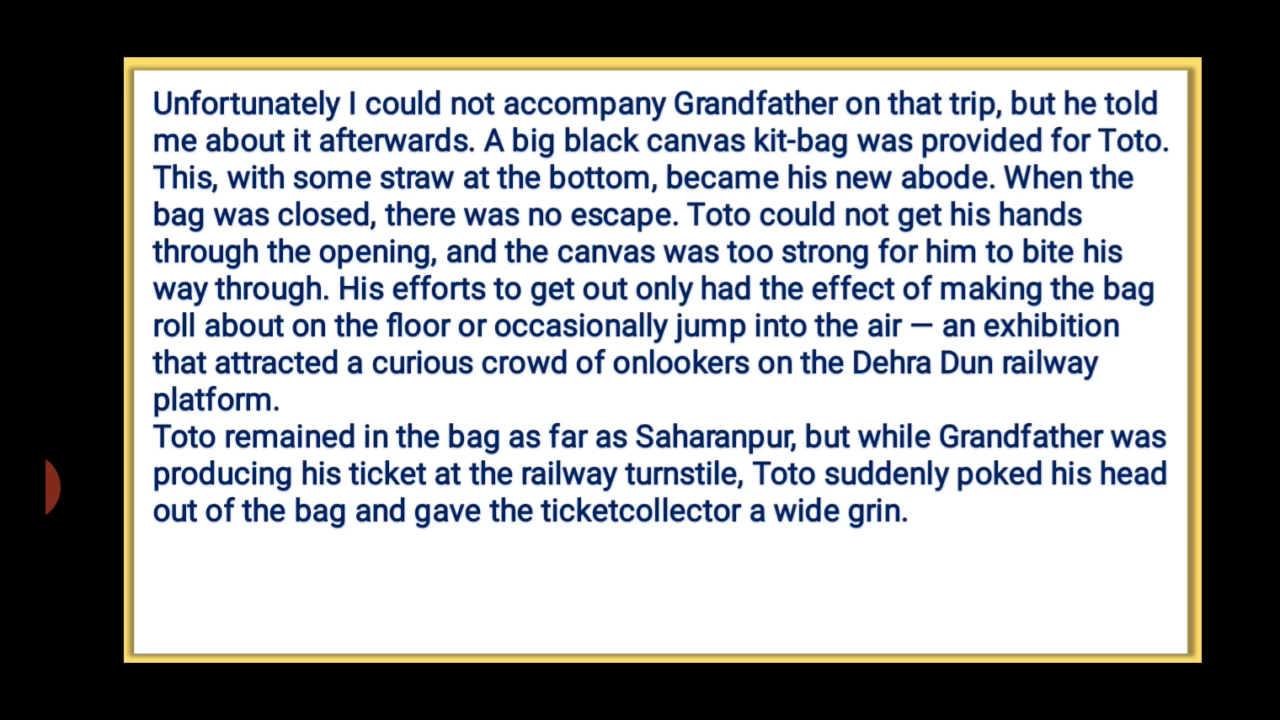 Unfortunately I could not accompany Grandfather on that trip, but he told
me about it afterwards. A big black canvas kit-bag was provided for Toto.
This, with some straw at the bottom, became his new abode. When the
bag was closed, there was no escape. Toto could not get his hands
through the opening, and the canvas was too strong for him to bite his
way through. His efforts to get out only had the effect of making the bag
roll about on the floor or occasionally jump into the air — an exhibition
that attracted a curious crowd of onlookers on the Dehra Dun railway
platform.
Toto remained in the bag as far as Saharanpur, but while Grandfather was
producing his ticket at the railway turnstile, Toto suddenly poked his head
out of the bag and gave the ticketcollector a wide grin.